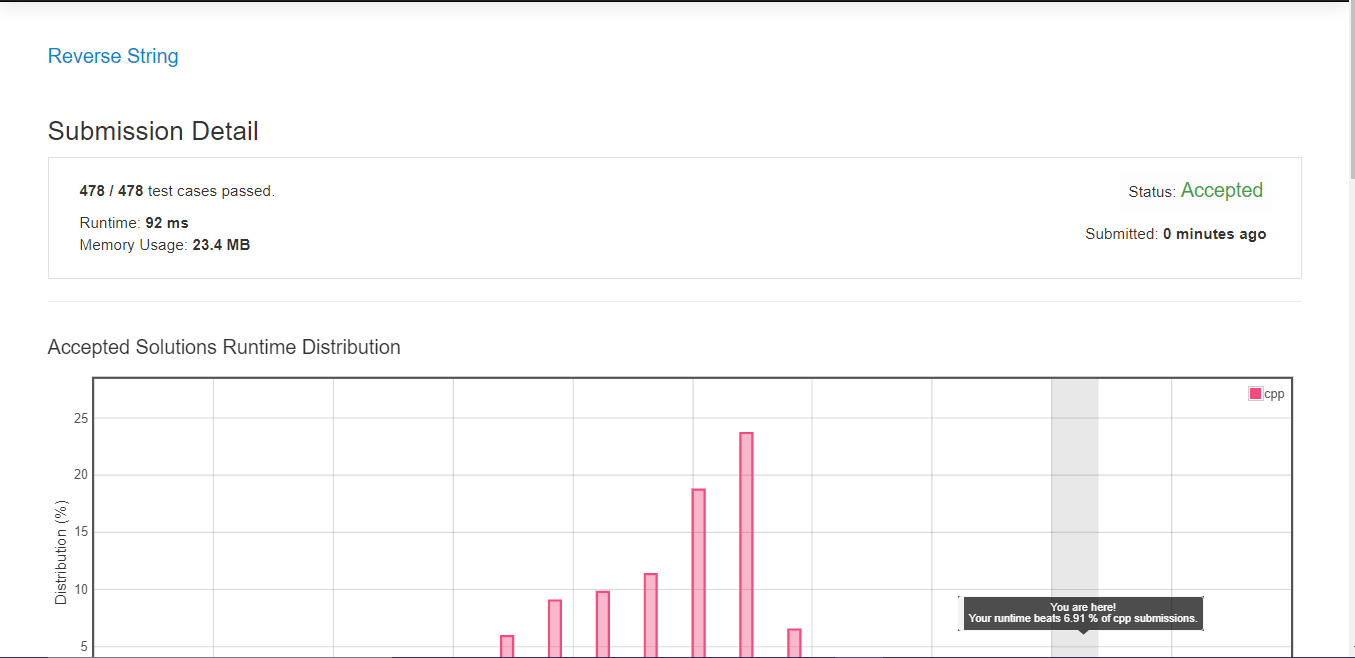 Reverse String
Submission Detail
478 / 478 test cases passed.
Status: Accepted
Runtime: 92 ms
Submitted: 0 minutes ago
Memory Usage: 23.4 MB
Accepted Solutions Runtime Distribution
cpp
25
20
15
10
5
Distribution (%)
You are here!
Your runtime beats 6.91 % of cpp submissions.